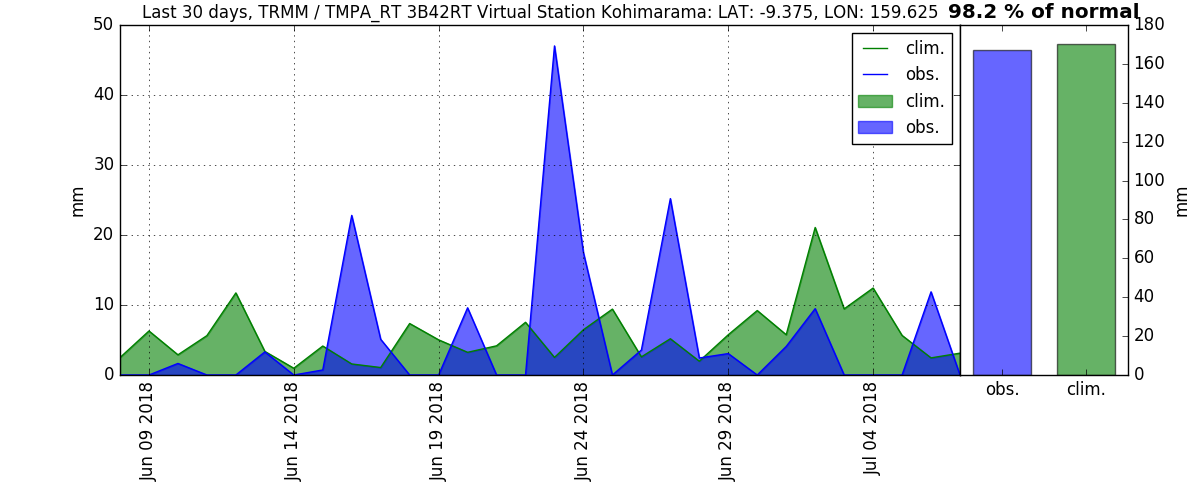 Last 30 days, TRMM / TMPA_RT 3B42RT Virtual Station Kohimarama: LAT: -9.375, LON: 159.625 98.2 % of normal
50
40
30
20
10
0
mm
clim.
obs.
clim.
obs.
180
160
140
120
100
80
60
40
20
0
mm
Jun 09 2018
Jun 14 2018
Jun 19 2018
Jun 24 2018
Jun 29 2018
Jul 04 2018
obs.
clim.